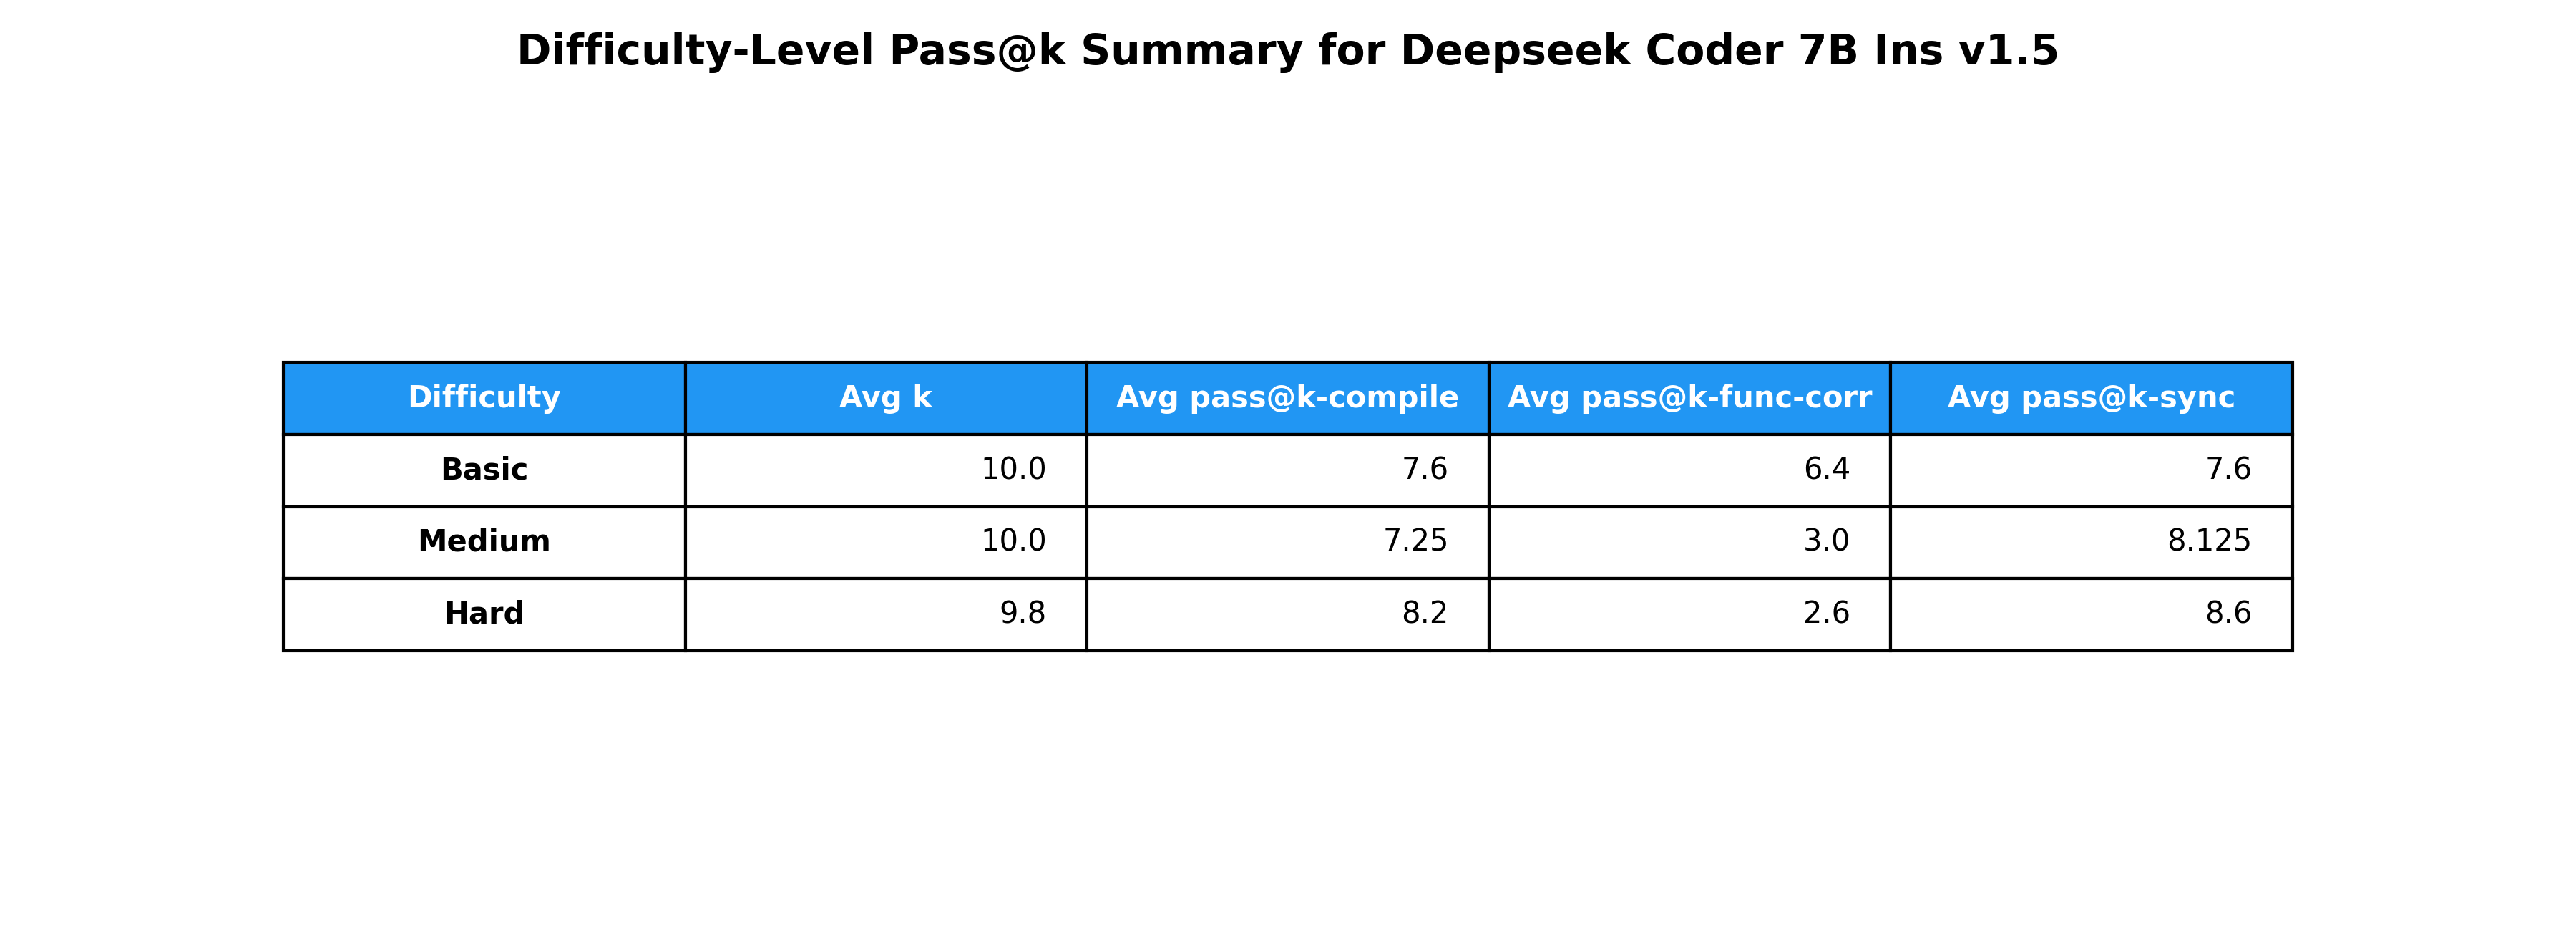 Difficulty-Level Pass@k Summary for Deepseek Coder 7B Ins v1.5
Difficulty Avg k Avg pass@k-compile Avg pass@k-func-corr Avg pass@k-sync
Basic 10.0 7.6 6.4 7.6
Medium 10.0 7.25 3.0 8.125
Hard 9.8 8.2 2.6 8.6